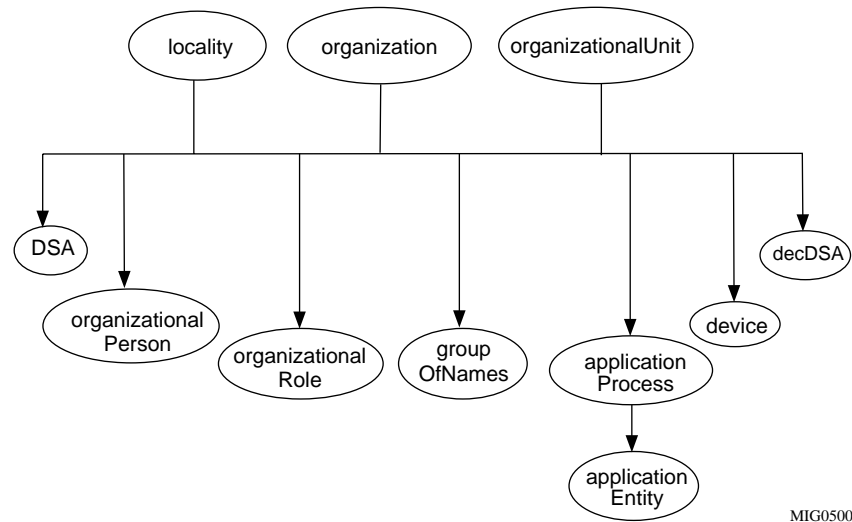 locality
organization
organizationalUnit
DSA
decDSA
organizational
Person
device
organizational
Role
group
OfNames
application
Process
application
Entity
MIG0500